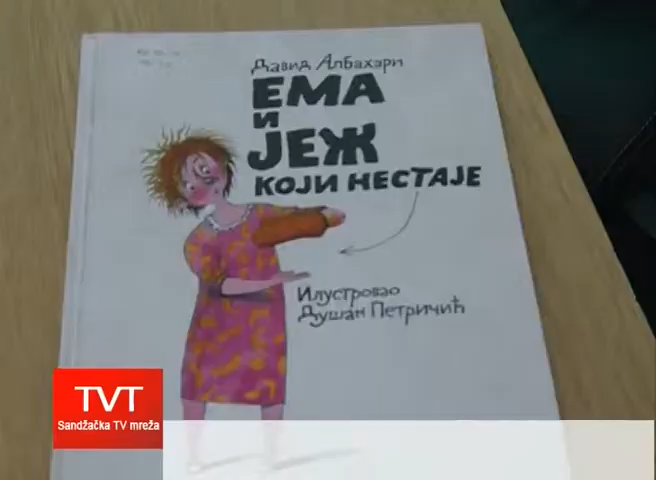 Давид Албахари
ЕМА
И
ЈЕЖ
КОЈИ НЕСТАЈЕ
Илустровао
Душан Петричић
TVT
Sandžačka TV mreža